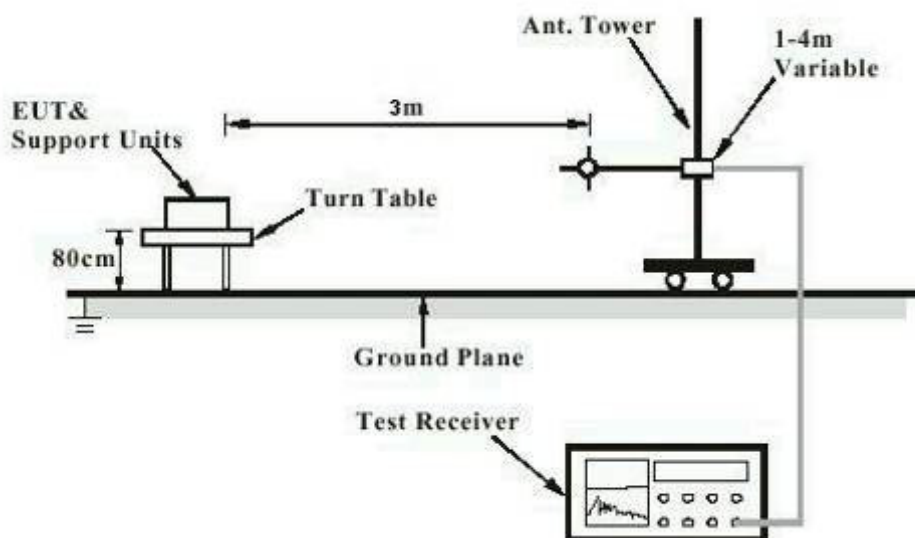 Ant. Tower
1-4m
Variable
3m
EUT&
Support Units
Turn Table
80cm
Ground Plane
Test Receiver